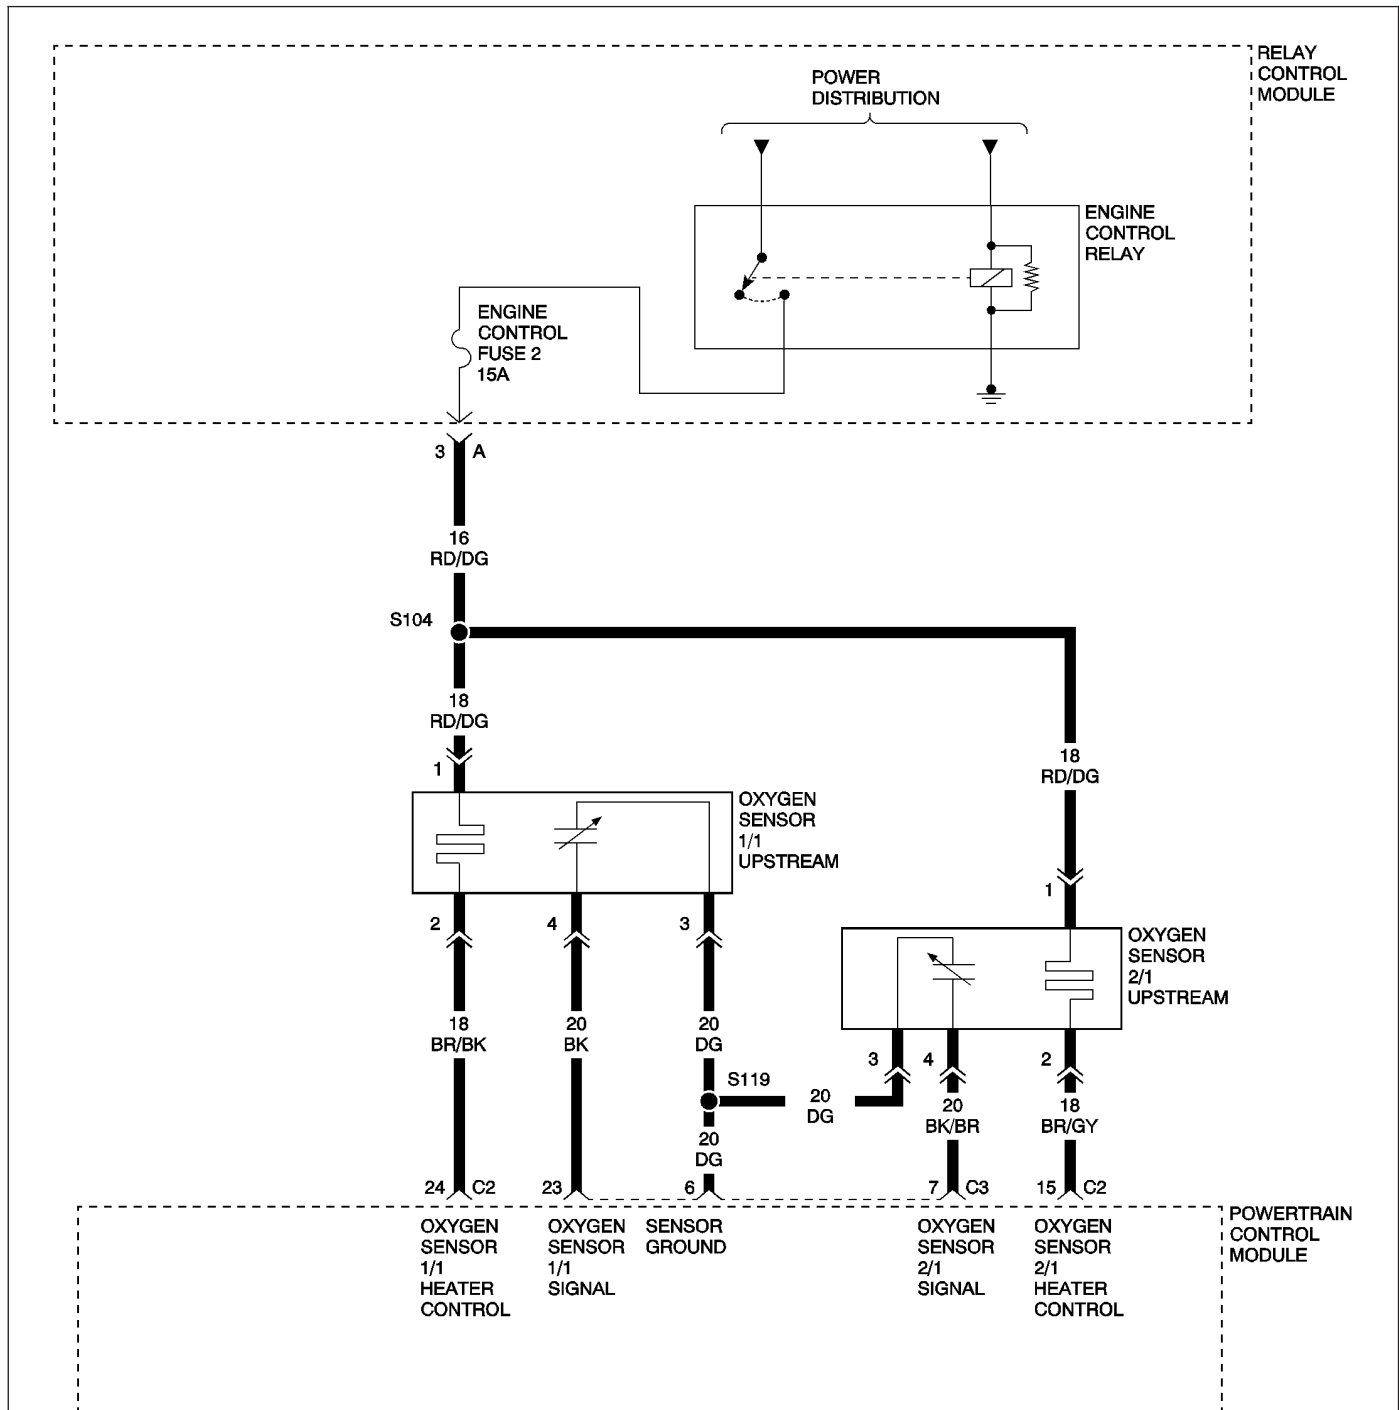 RELAY
CONTROL
MODULE
POWER
DISTRIBUTION
ENGINE
CONTROL
RELAY
ENGINE
CONTROL
FUSE 2
15A
3 A
16
RD/DG
S104
18
RD/DG
18
RD/DG
1
OXYGEN
SENSOR
1/1
UPSTREAM
1
2 4 3
OXYGEN
SENSOR
2/1
UPSTREAM
18
BR/BK
20
BK
20
DG
3 4 2
S119
20
DG
20
BK/BR
18
BR/GY
20
DG
24 C2 23 6 7 C3 15 C2
POWERTRAIN
CONTROL
MODULE
OXYGEN
SENSOR
1/1
HEATER
CONTROL
OXYGEN
SENSOR
1/1
SIGNAL
SENSOR
GROUND
OXYGEN
SENSOR
2/1
SIGNAL
OXYGEN
SENSOR
2/1
HEATER
CONTROL